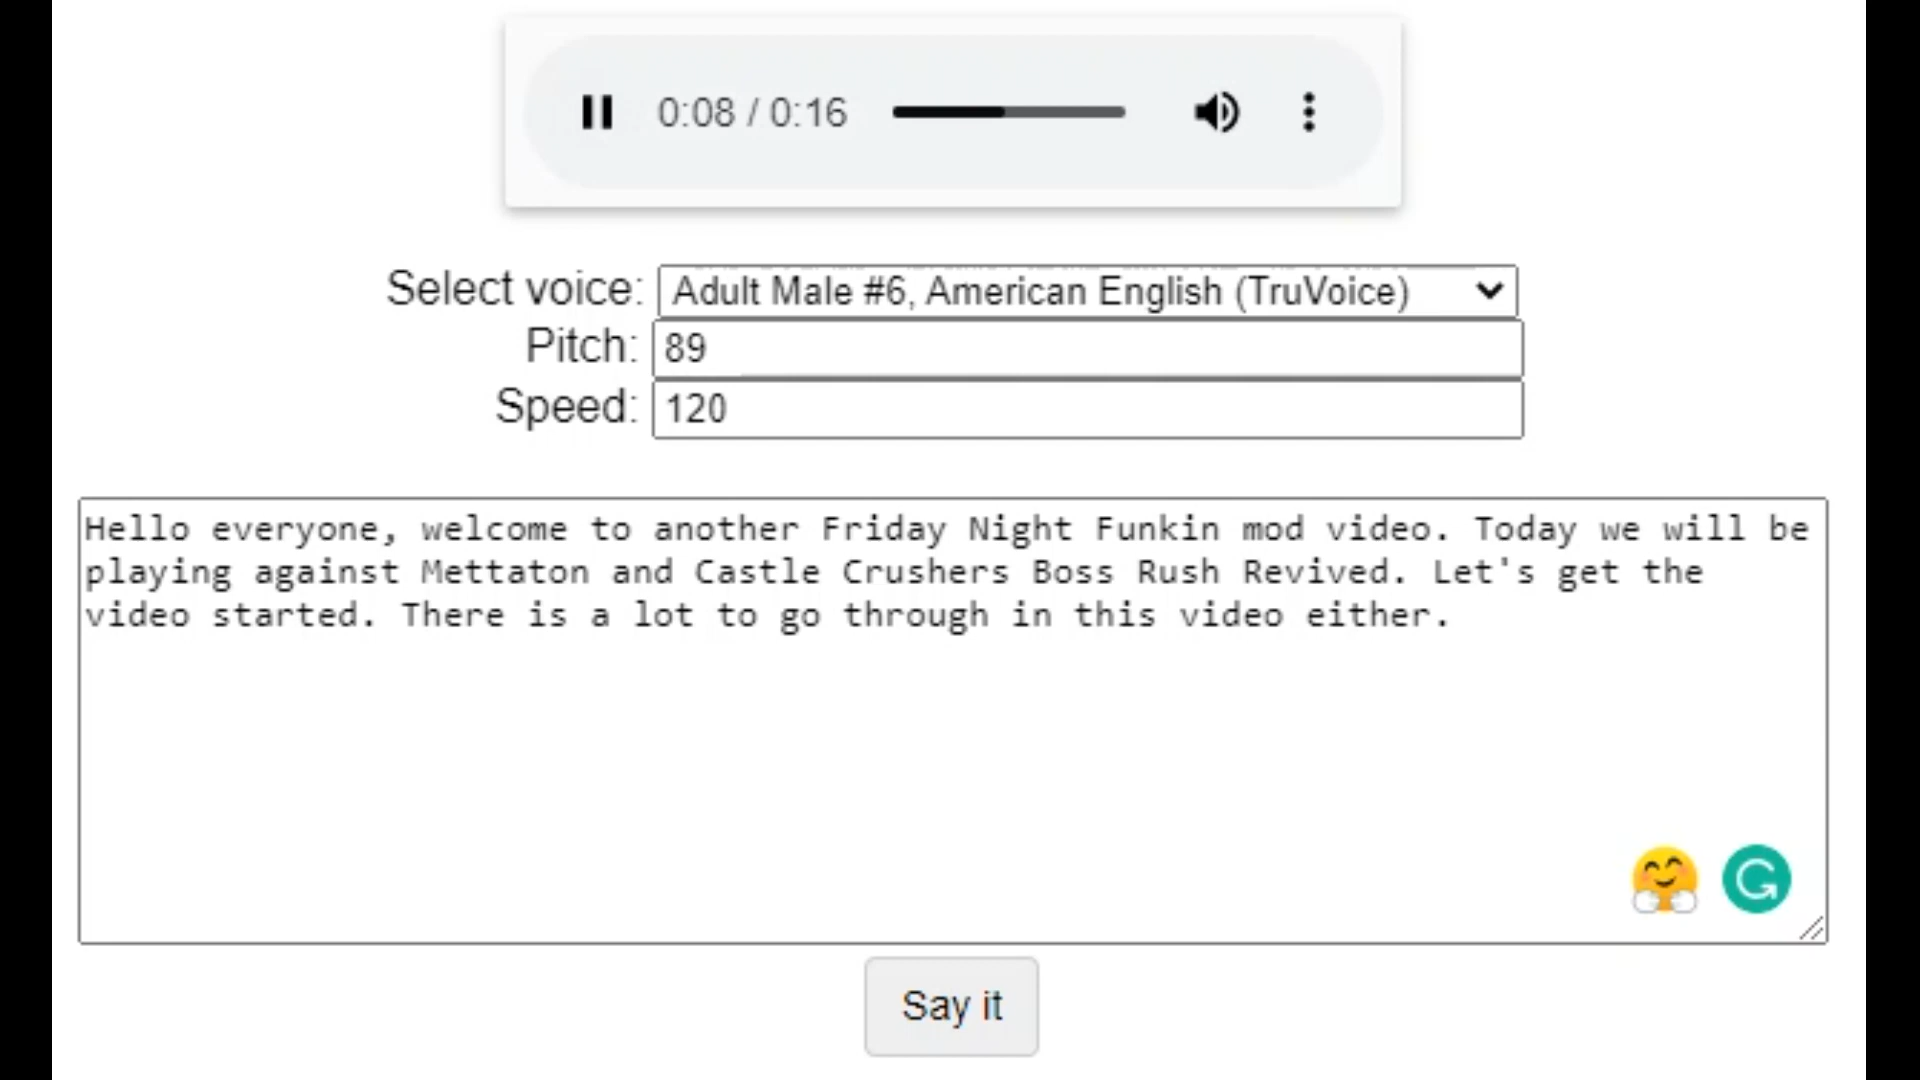 0:08 / 0:16
Select voice: Adult Male #6, American English (TruVoice)
Pitch: 89
Speed: 120
Hello everyone, welcome to another Friday Night Funkin mod video. Today we will be
playing against Mettaton and Castle Crushers Boss Rush Revived. Let's get the
video started. There is a lot to go through in this video either.
Say it